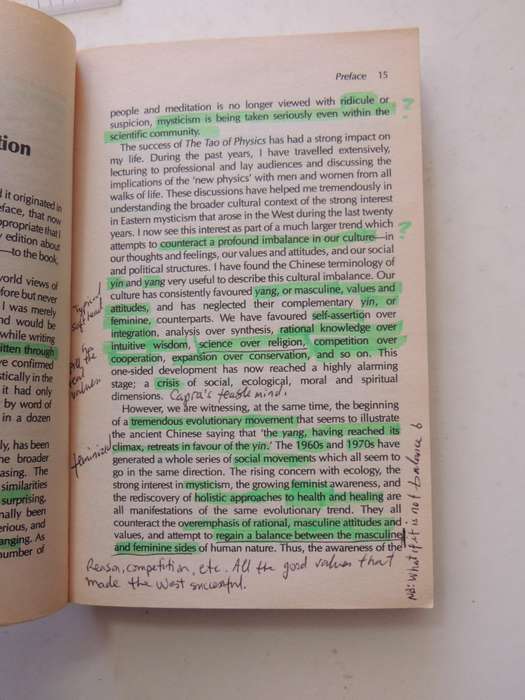 tion
d it originated in
eface, that now
propriate that I
y edition about
—to the book.
vorld views of
fore but never
I was merely
nd would be
while writing
itten through
e confirmed
stically in the
it had only
by word of
in a dozen
ly, has been
he broader
asing. The
similarities
surprising,
nally been
erious, and
anging. As
number of
Preface 15
people and meditation is no longer viewed with ridicule or
suspicion, mysticism is being taken seriously even within the ?
scientific community.
The success of The Tao of Physics has had a strong impact on
my life. During the past years, I have travelled extensively,
lecturing to professional and lay audiences and discussing the
implications of the 'new physics' with men and women from all
walks of life. These discussions have helped me tremendously in
understanding the broader cultural context of the strong interest
in Eastern mysticism that arose in the West during the last twenty
years. I now see this interest as part of a much larger trend which
attempts to counteract a profound imbalance in our culture—in ?
our thoughts and feelings, our values and attitudes, and our social
and political structures. I have found the Chinese terminology of
yin and yang very useful to describe this cultural imbalance. Our
culture has consistently favoured yang, or masculine, values and
attitudes, and has neglected their complementary yin, or
feminine, counterparts. We have favoured self-assertion over
integration, analysis over synthesis, rational knowledge over
intuitive wisdom, science over religion, competition over
cooperation, expansion over conservation, and so on. This
one-sided development has now reached a highly alarming
stage; a crisis of social, ecological, moral and spiritual
dimensions. Capra's feeble mind.
However, we are witnessing, at the same time, the beginning
of a tremendous evolutionary movement that seems to illustrate
the ancient Chinese saying that 'the yang, having reached its
climax, retreats in favour of the yin.' The 1960s and 1970s have
generated a whole series of social movements which all seem to
go in the same direction. The rising concern with ecology, the
strong interest in mysticism, the growing feminist awareness, and
the rediscovery of holistic approaches to health and healing are
all manifestations of the same evolutionary trend. They all
counteract the overemphasis of rational, masculine attitudes and
values, and attempt to regain a balance between the masculine
and feminine sides of human nature. Thus, the awareness of the
Reason, competition, etc. All the good values that
made the West successful.
Typical
all the
values
NB: What if it is not balance